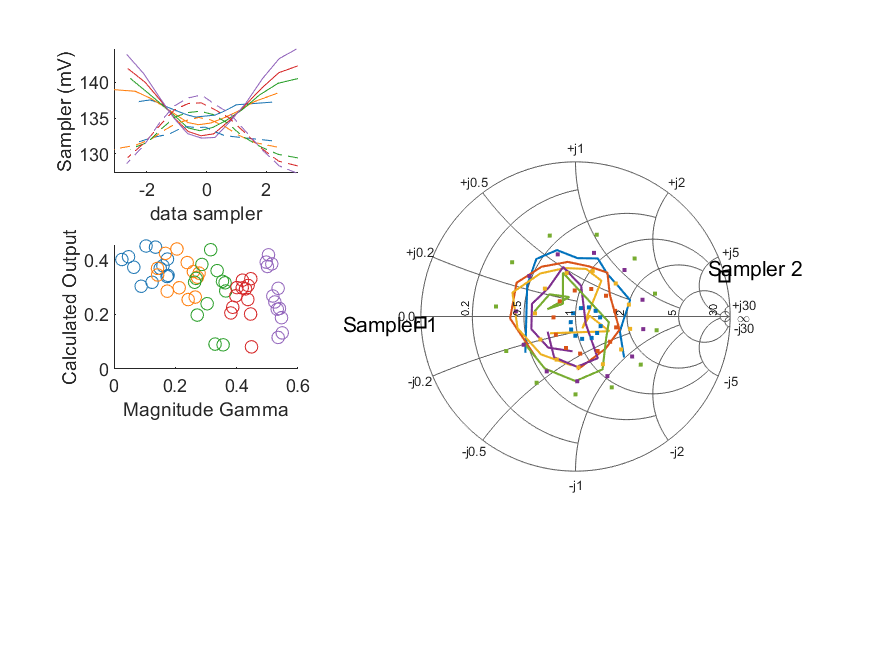 Sampler (mV)
140
135
130
-2
0
2
data sampler
Calculated Output
0.4
0.2
0
0
0.2
0.4
0.6
Magnitude Gamma
+j1
+j0.5
+j2
+j0.2
+j5
Sampler 2
0.2
0.5
1
2
5
30
+j30
∞
-j30
0.0
Sampler 1
-j0.2
-j5
-j0.5
-j2
-j1